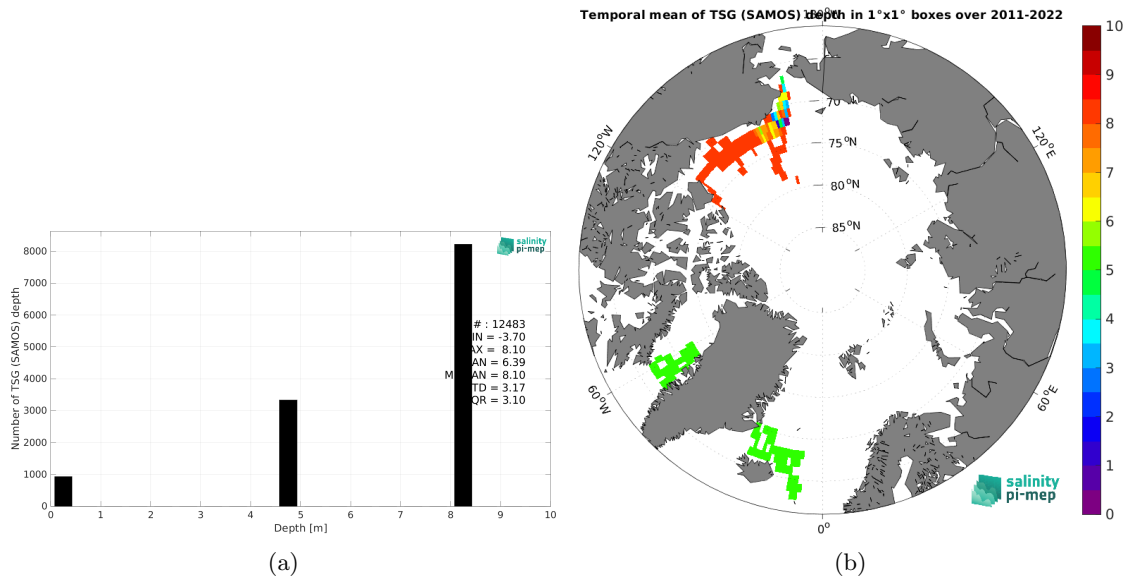 Temporal mean of TSG (SAMOS) depth in 1°x1° boxes over 2011-2022
8000
7000
6000
5000
4000
3000
2000
1000
0
Number of TSG (SAMOS) depth
salinity
pi-mep
# : 12483
IN = -3.70
AX = 8.10
AN = 6.39
M AN = 8.10
TD = 3.17
QR = 3.10
0 1 2 3 4 5 6 7 8 9 10
Depth [m]
(a)
180°W
120°W
120°E
70°N
75°N
80°N
85°N
60°W
60°E
0°
salinity
pi-mep
10
9
8
7
6
5
4
3
2
1
0
(b)